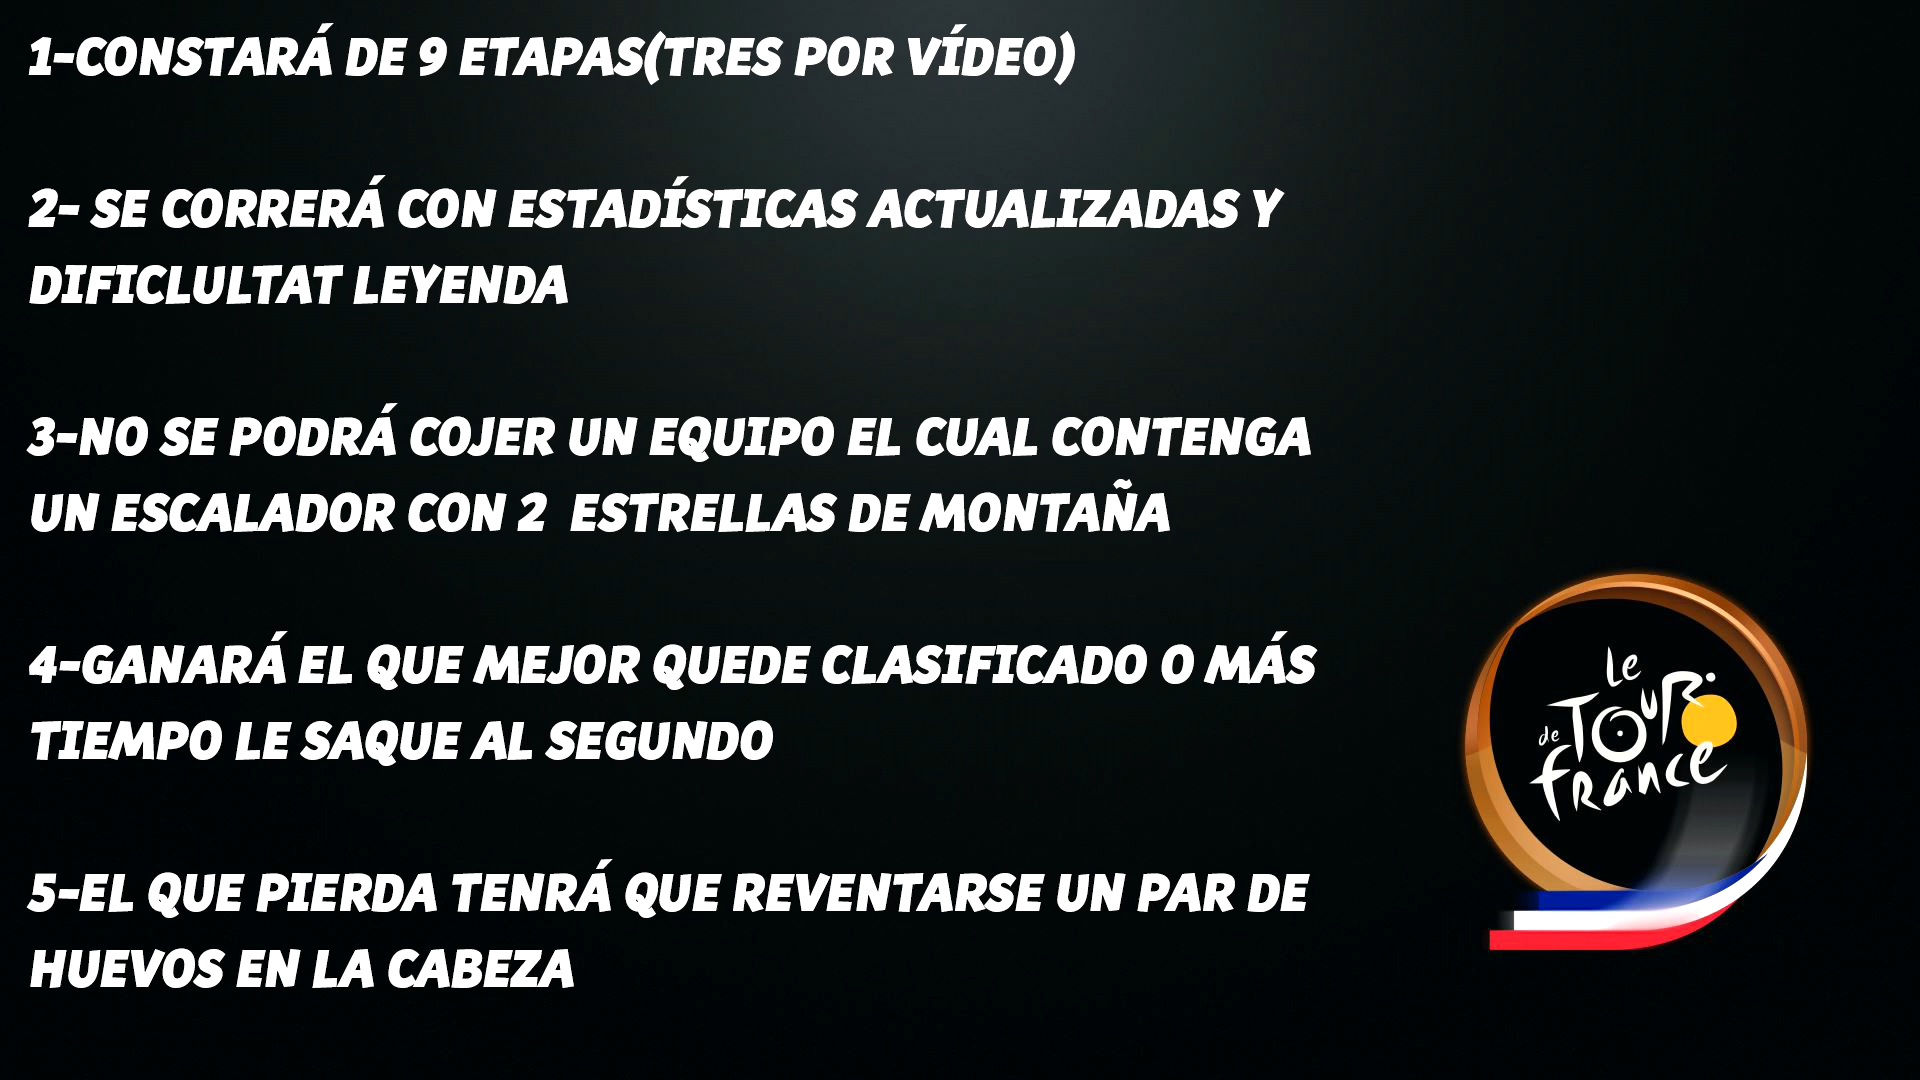 1-CONSTARÁ DE 9 ETAPAS(TRES POR VÍDEO)
2- SE CORRERÁ CON ESTADÍSTICAS ACTUALIZADAS Y
DIFICLULTAT LEYENDA
3-NO SE PODRÁ COJER UN EQUIPO EL CUAL CONTENGA
UN ESCALADOR CON 2 ESTRELLAS DE MONTAÑA
4-GANARÁ EL QUE MEJOR QUEDE CLASIFICADO O MÁS
TIEMPO LE SAQUE AL SEGUNDO
5-EL QUE PIERDA TENRÁ QUE REVENTARSE UN PAR DE
HUEVOS EN LA CABEZA
Le
de TOUR
france